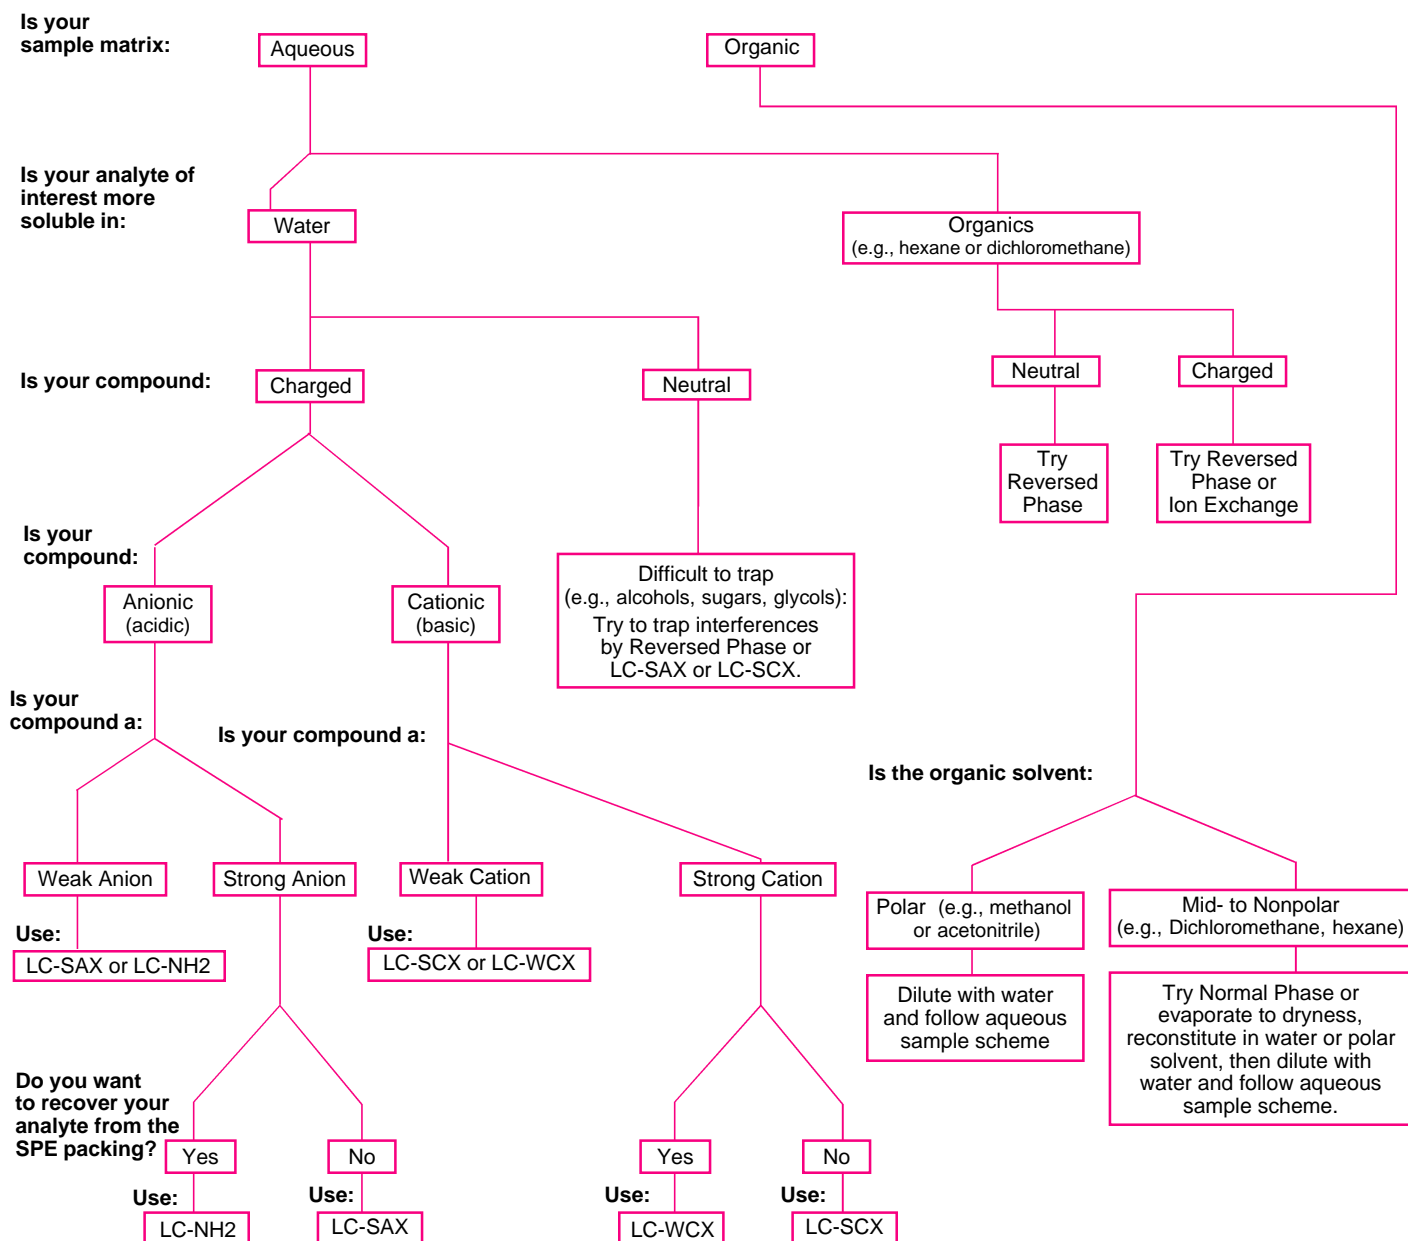 Is your
sample matrix:
Aqueous
Organic
Is your analyte of
interest more
soluble in:
Water
Organics
(e.g., hexane or dichloromethane)
Is your compound:
Charged
Neutral
Neutral
Charged
Try
Reversed
Phase
Try Reversed
Phase or
Ion Exchange
Is your
compound:
Anionic
(acidic)
Cationic
(basic)
Difficult to trap
(e.g., alcohols, sugars, glycols):
Try to trap interferences
by Reversed Phase or
LC-SAX or LC-SCX.
Is your
compound a:
Is your compound a:
Is the organic solvent:
Weak Anion
Strong Anion
Weak Cation
Strong Cation
Polar (e.g., methanol
or acetonitrile)
Mid- to Nonpolar
(e.g., Dichloromethane, hexane)
Use:
LC-SAX or LC-NH2
Use:
LC-SCX or LC-WCX
Dilute with water
and follow aqueous
sample scheme
Try Normal Phase or
evaporate to dryness,
reconstitute in water or polar
solvent, then dilute with
water and follow aqueous
sample scheme.
Do you want
to recover your
analyte from the
SPE packing?
Yes
No
Yes
No
Use:
LC-NH2
Use:
LC-SAX
Use:
LC-WCX
Use:
LC-SCX